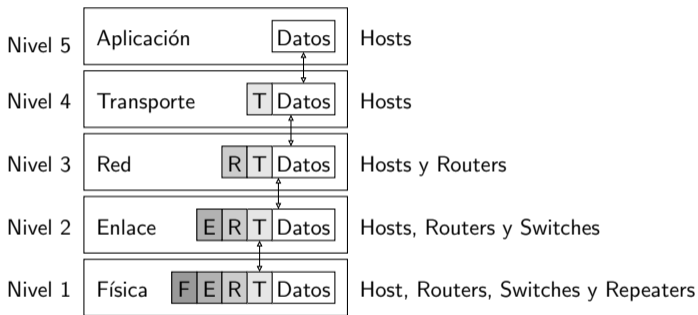 Nivel 5 Aplicación Datos Hosts
Nivel 4 Transporte T Datos Hosts
Nivel 3 Red R T Datos Hosts y Routers
Nivel 2 Enlace E R T Datos Hosts, Routers y Switches
Nivel 1 Física F E R T Datos Host, Routers, Switches y Repeaters